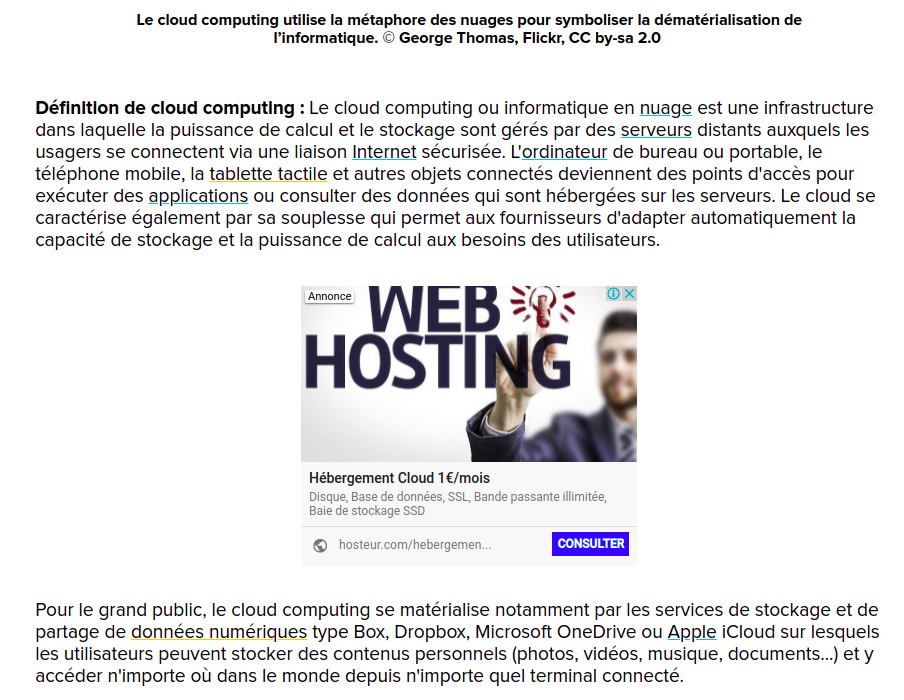 Le cloud computing utilise la métaphore des nuages pour symboliser la dématérialisation de
l'informatique. © George Thomas, Flickr, CC by-sa 2.0
Définition de cloud computing : Le cloud computing ou informatique en nuage est une infrastructure
dans laquelle la puissance de calcul et le stockage sont gérés par des serveurs distants auxquels les
usagers se connectent via une liaison Internet sécurisée. L'ordinateur de bureau ou portable, le
téléphone mobile, la tablette tactile et autres objets connectés deviennent des points d'accès pour
exécuter des applications ou consulter des données qui sont hébergées sur les serveurs. Le cloud se
caractérise également par sa souplesse qui permet aux fournisseurs d'adapter automatiquement la
capacité de stockage et la puissance de calcul aux besoins des utilisateurs.
Annonce
WEB
HOSTING
Hébergement Cloud 1€/mois
Disque, Base de données, SSL, Bande passante illimitée,
Baie de stockage SSD
hosteur.com/hebergemen...
CONSULTER
Pour le grand public, le cloud computing se matérialise notamment par les services de stockage et de
partage de données numériques type Box, Dropbox, Microsoft OneDrive ou Apple iCloud sur lesquels
les utilisateurs peuvent stocker des contenus personnels (photos, vidéos, musique, documents...) et y
accéder n'importe où dans le monde depuis n'importe quel terminal connecté.